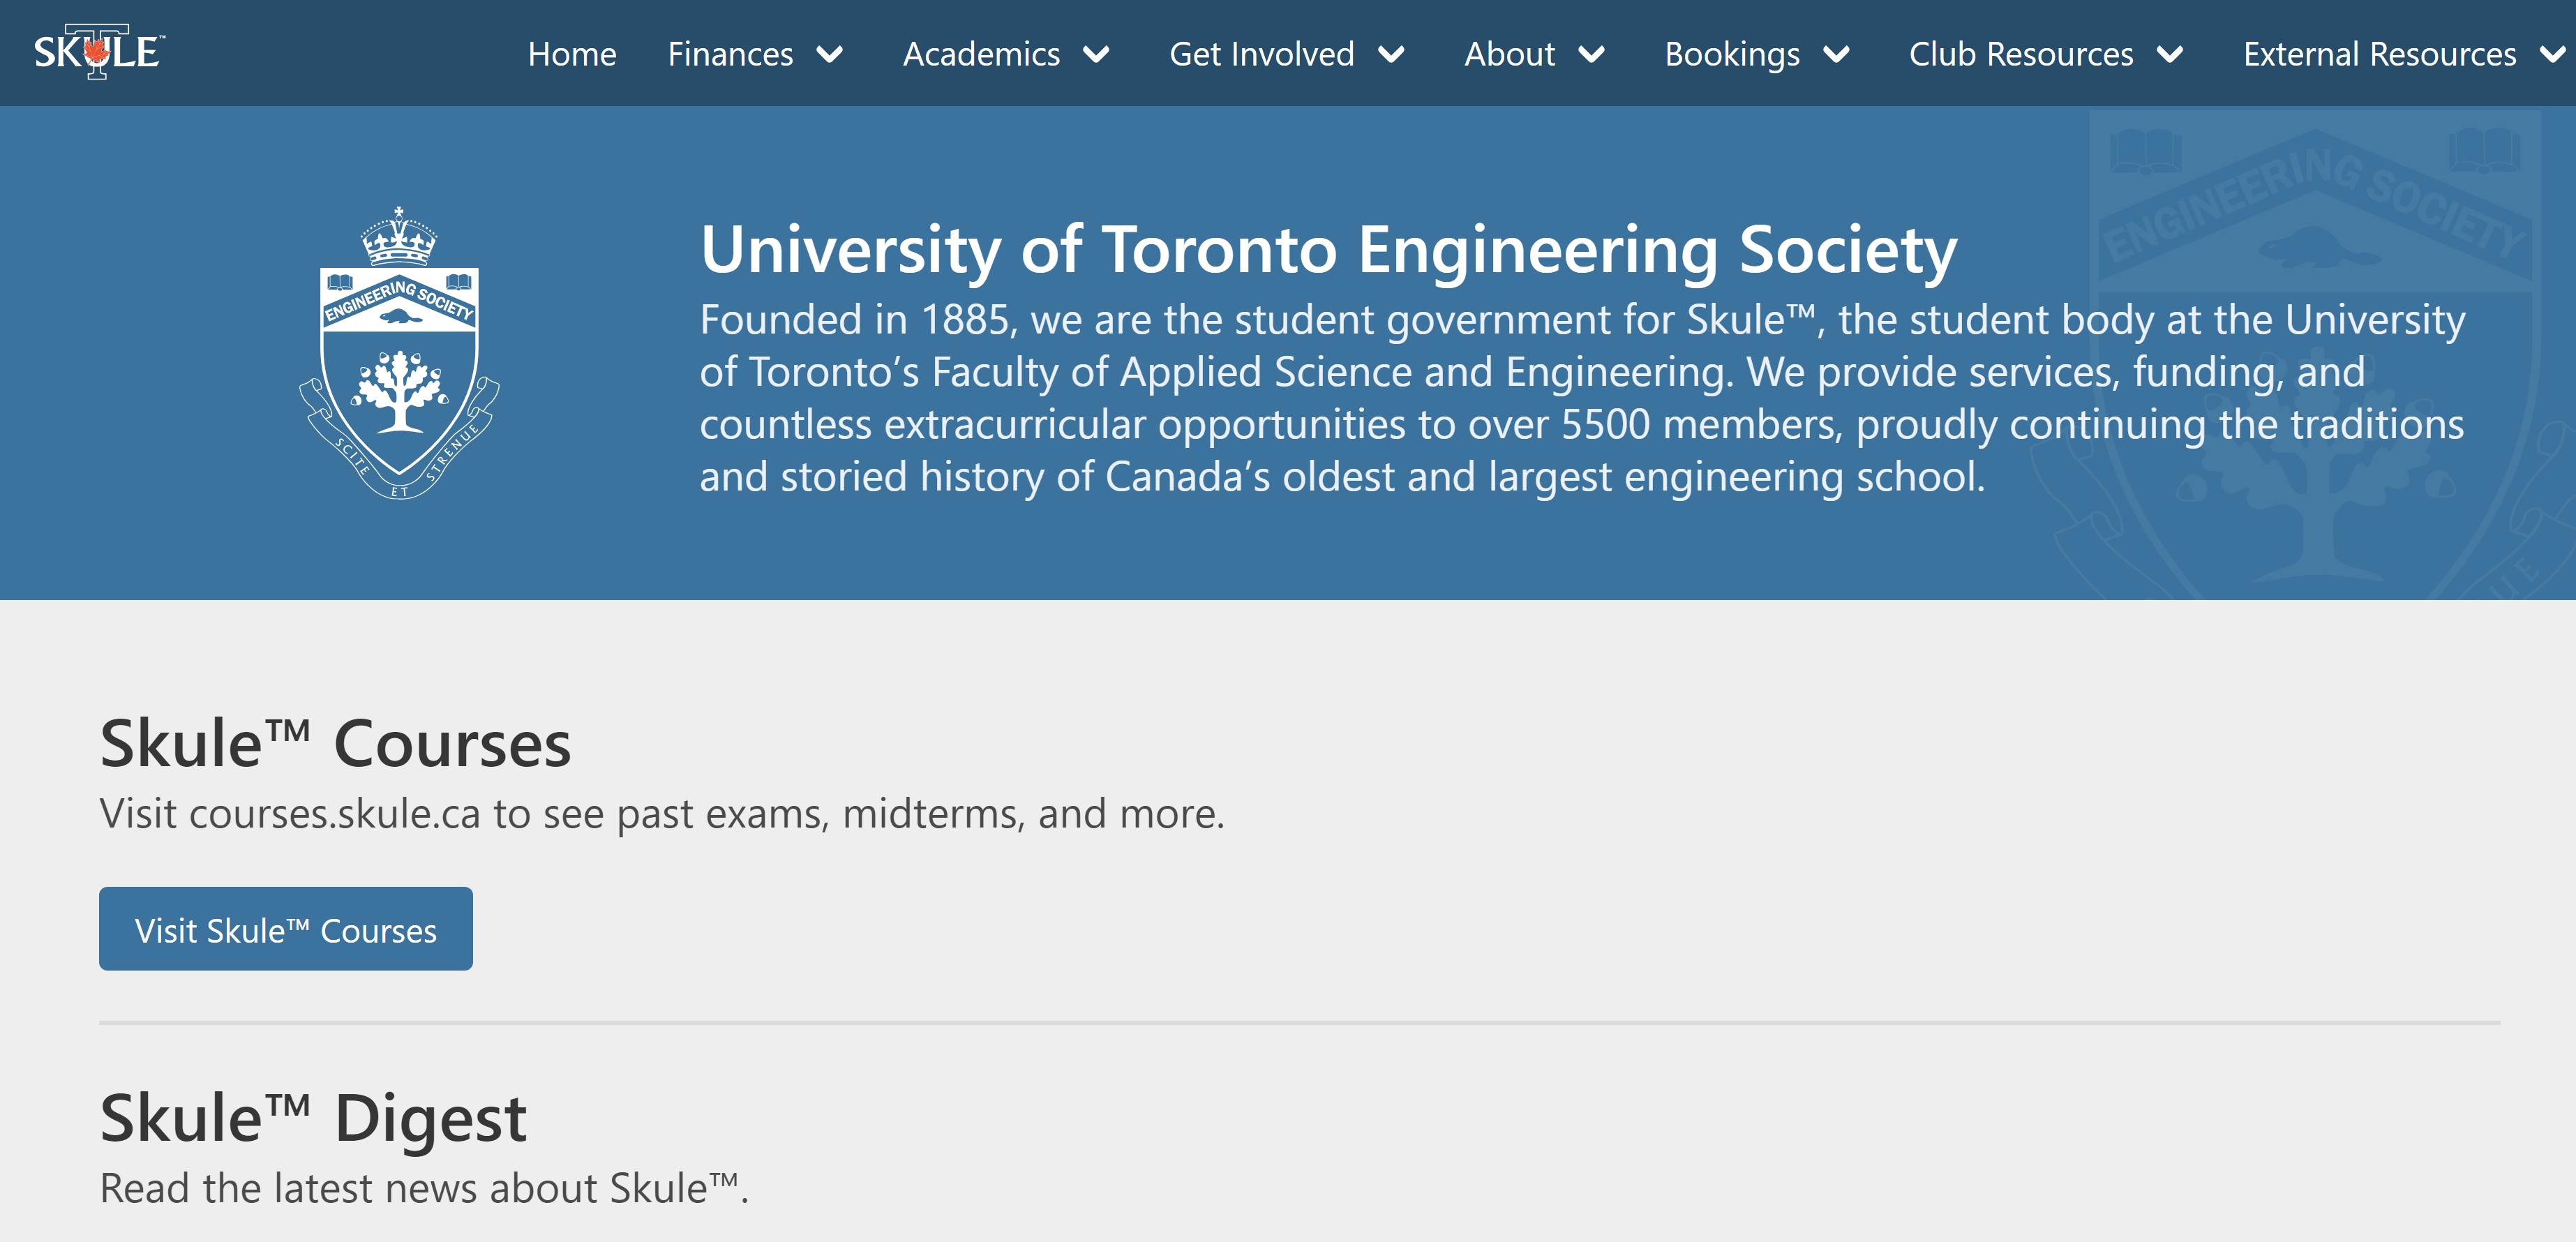 SKULE™
Home Finances Academics Get Involved About Bookings Club Resources External Resources
ENGINEERING SOCIETY
SCITE ET STRENUE
University of Toronto Engineering Society
Founded in 1885, we are the student government for Skule™, the student body at the University
of Toronto’s Faculty of Applied Science and Engineering. We provide services, funding, and
countless extracurricular opportunities to over 5500 members, proudly continuing the traditions
and storied history of Canada’s oldest and largest engineering school.
ENGINEERING SOCIETY
UE
Skule™ Courses
Visit courses.skule.ca to see past exams, midterms, and more.
Visit Skule™ Courses
Skule™ Digest
Read the latest news about Skule™.